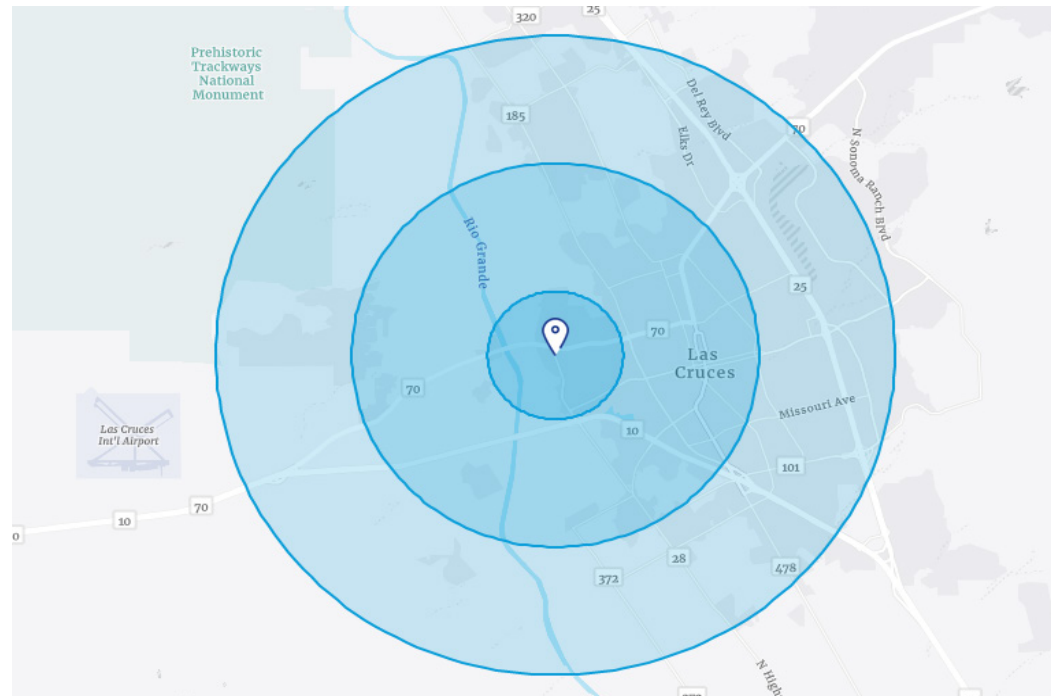 320
25
Prehistoric
Trackways
National
Monument
185
Del Rey Blvd
Elks Dr
70
N Sonoma Ranch Blvd
Rio Grande
25
70
Las
Cruces
70
Missouri Ave
Las Cruces
Int'l Airport
10
101
70
10
28
372
478